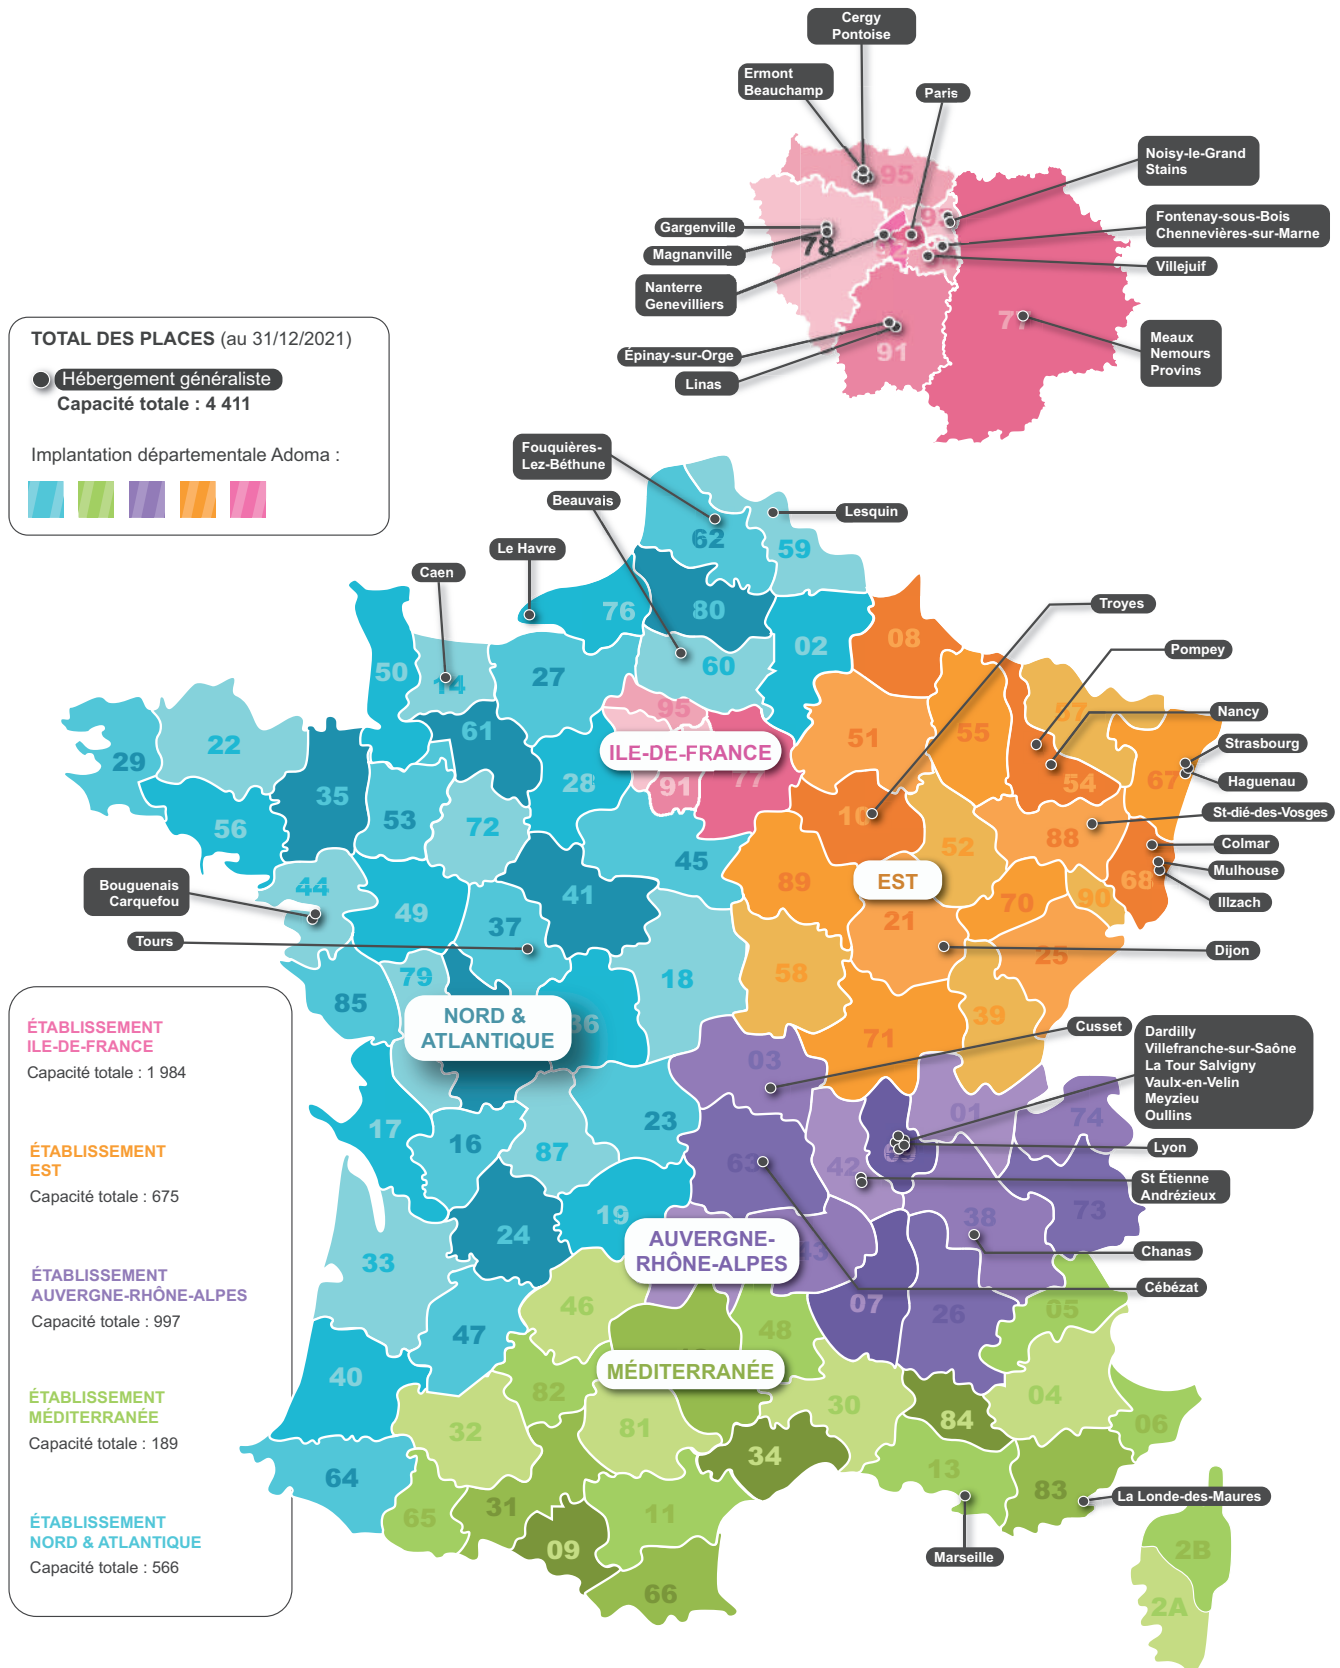 Cergy
Pontoise
Ermont
Beauchamp
Paris
Noisy-le-Grand
Stains
95
93
Gargenville
Fontenay-sous-Bois
Chennevières-sur-Marne
78
92
Magnanville
Villejuif
Nanterre
Genevilliers
77
Meaux
Nemours
Provins
Épinay-sur-Orge
91
Linas
TOTAL DES PLACES (au 31/12/2021)
Hébergement généraliste
Capacité totale : 4 411
Implantation départementale Adoma :
Fouquières-
Lez-Béthune
Beauvais
Lesquin
62
59
Le Havre
Caen
76
80
Troyes
02
08
Pompey
50
14
27
60
57
Nancy
95
61
51
55
Strasbourg
22
29
ILE-DE-FRANCE
35
28
91
77
54
67
Haguenau
53
72
10
St-dié-des-Vosges
56
45
52
88
Colmar
Mulhouse
EST
89
68
Illzach
Bouguenais
Carquefou
44
49
41
70
90
37
21
Tours
25
Dijon
79
18
58
85
NORD &
ATLANTIQUE
36
39
71
Cusset
Dardilly
Villefranche-sur-Saône
La Tour Salvigny
Vaulx-en-Velin
Meyzieu
Oullins
ÉTABLISSEMENT
ILE-DE-FRANCE
Capacité totale : 1 984
03
01
74
17
16
87
23
63
42
69
Lyon
ÉTABLISSEMENT
EST
Capacité totale : 675
St Étienne
Andrézieux
19
24
38
73
33
AUVERGNE-
RHÔNE-ALPES
43
Chanas
ÉTABLISSEMENT
AUVERGNE-RHÔNE-ALPES
Capacité totale : 997
Cébézat
46
07
26
05
47
48
40
MÉDITERRANÉE
82
04
ÉTABLISSEMENT
MÉDITERRANÉE
Capacité totale : 189
32
81
30
84
06
64
34
13
83
La Londe-des-Maures
65
31
11
ÉTABLISSEMENT
NORD & ATLANTIQUE
Capacité totale : 566
09
Marseille
2B
66
2A